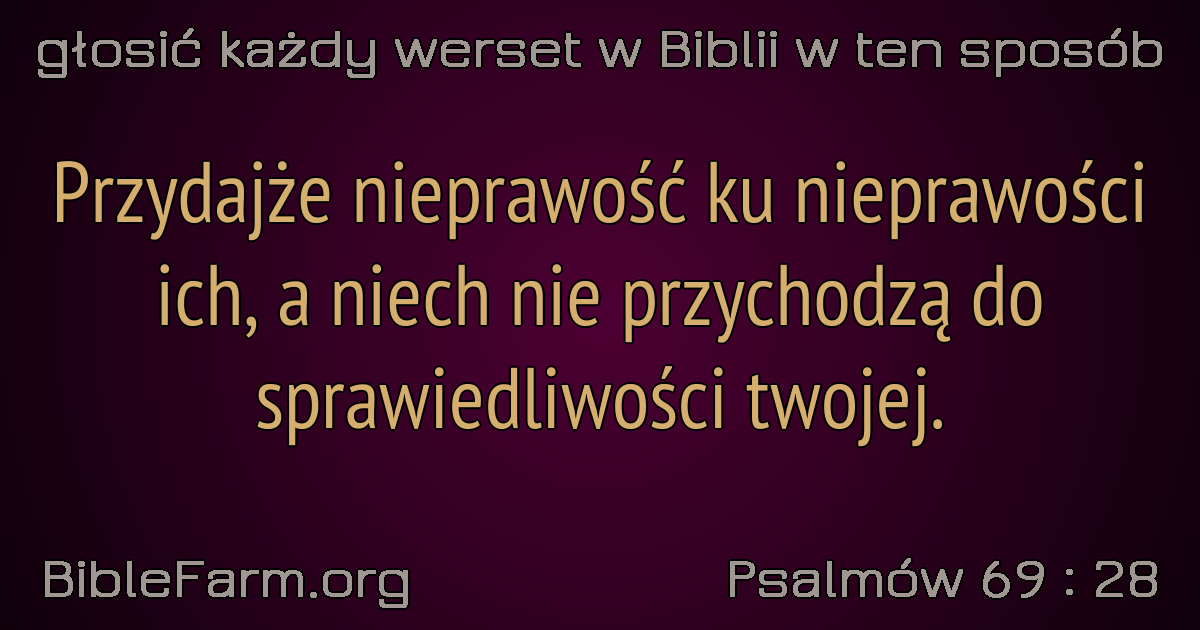 głosić każdy werset w Biblii w ten sposób
Przydajże nieprawość ku nieprawości
ich, a niech nie przychodzą do
sprawiedliwości twojej.
BibleFarm.org
Psalmów 69 : 28